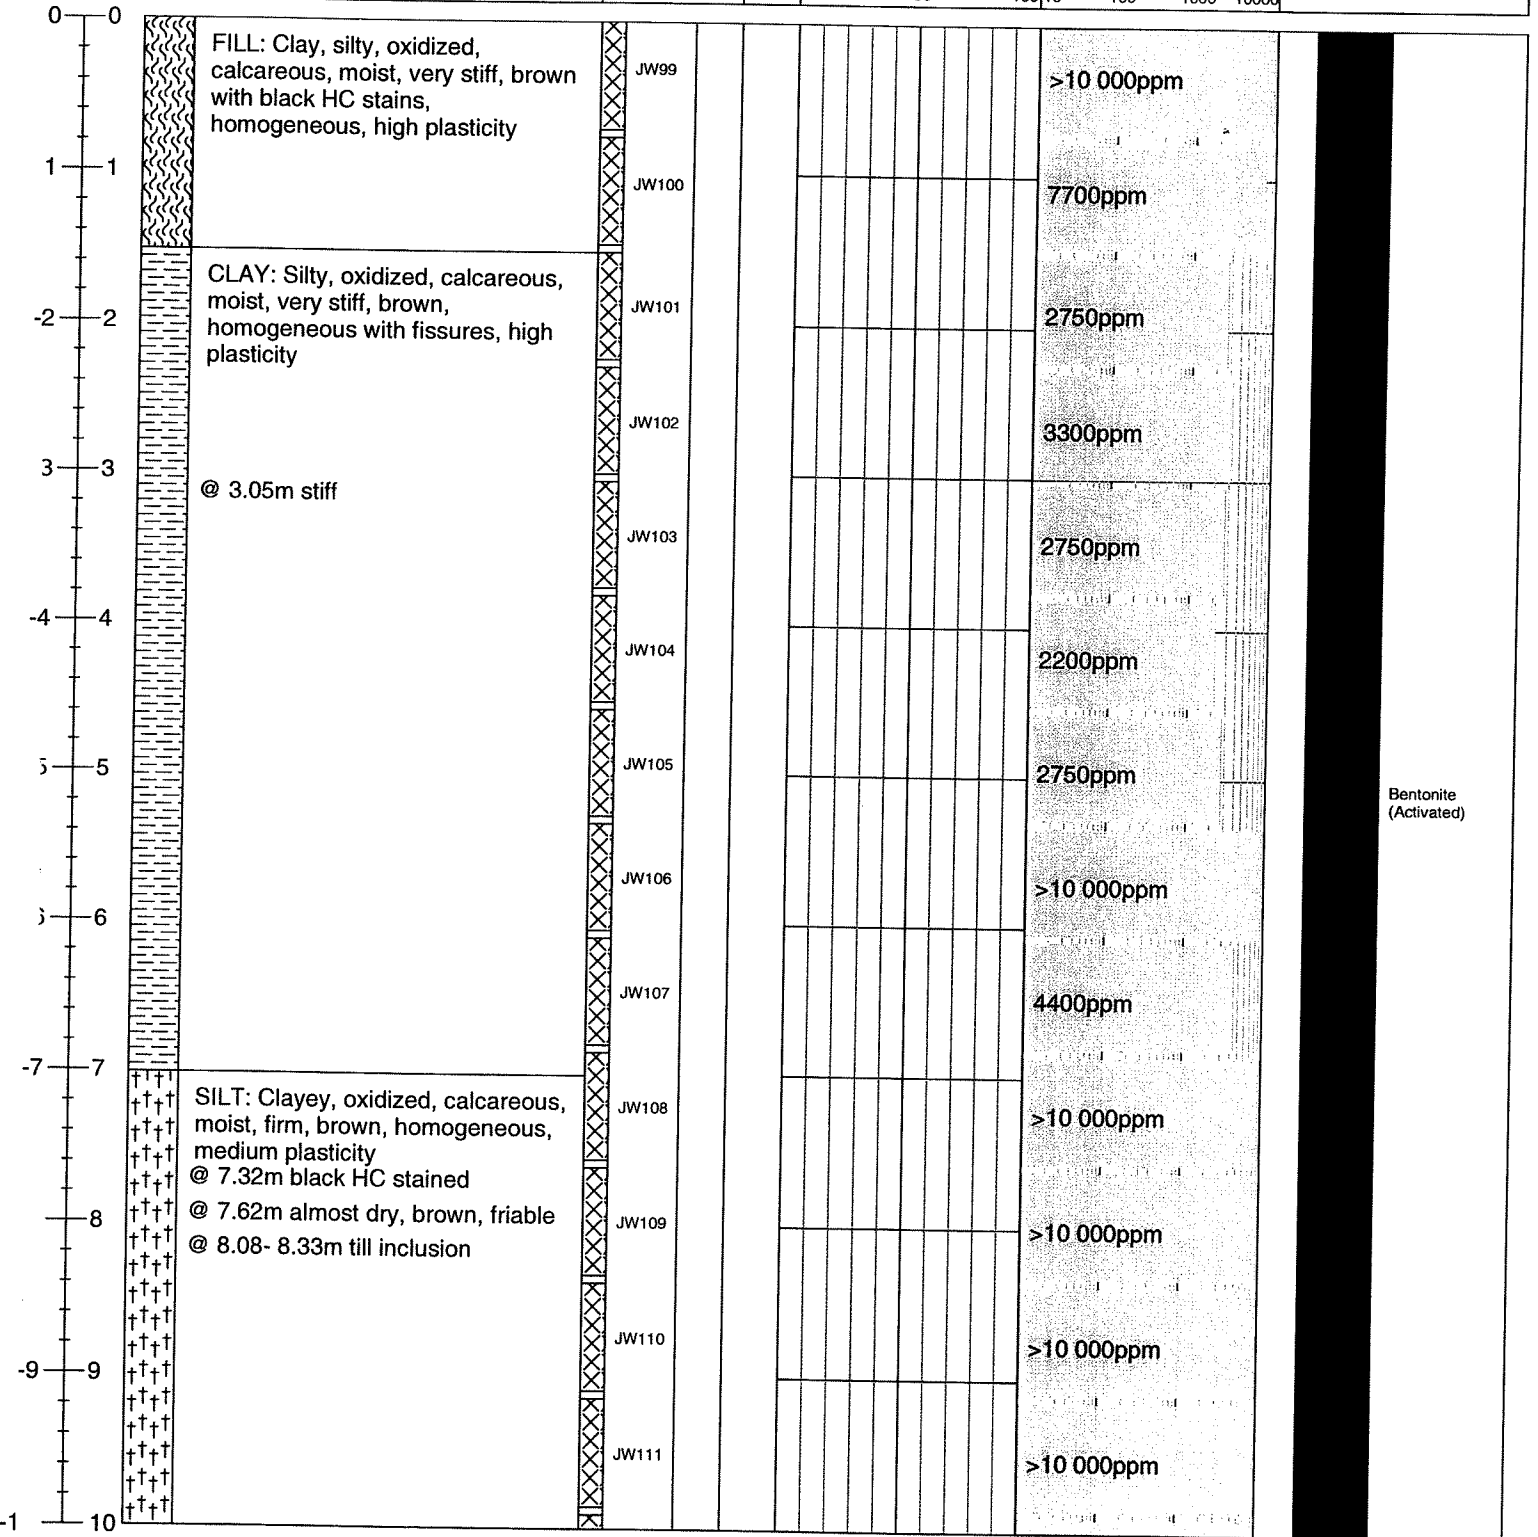 0 0
FILL: Clay, silty, oxidized,
calcareous, moist, very stiff, brown
with black HC stains,
homogeneous, high plasticity
JW99
>10 000ppm
1 1
JW100
7700ppm
CLAY: Silty, oxidized, calcareous,
moist, very stiff, brown,
homogeneous with fissures, high
plasticity
JW101
2750ppm
-2 2
JW102
3300ppm
3 3
@ 3.05m stiff
JW103
2750ppm
-4 4
JW104
2200ppm
5
JW105
2750ppm
Bentonite
(Activated)
JW106
>10 000ppm
6
JW107
4400ppm
-7 7
SILT: Clayey, oxidized, calcareous,
moist, firm, brown, homogeneous,
medium plasticity
JW108
>10 000ppm
@ 7.32m black HC stained
@ 7.62m almost dry, brown, friable
8
JW109
>10 000ppm
@ 8.08- 8.33m till inclusion
JW110
>10 000ppm
-9 9
JW111
>10 000ppm
-1 10